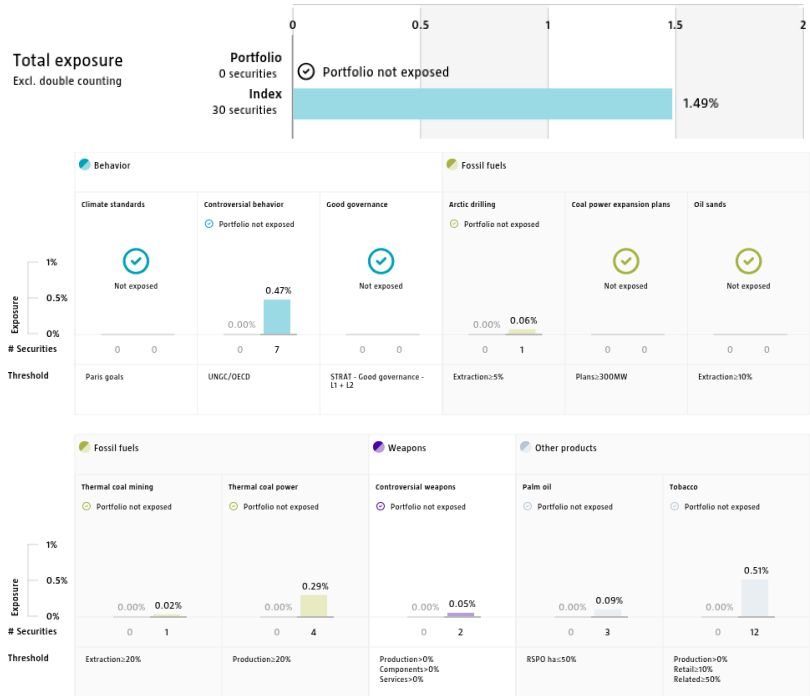 0 0.5 1 1.5 2
Total exposure
Excl. double counting
Portfolio
0 securities
Portfolio not exposed
Index
30 securities
1.49%
Behavior
Fossil fuels
Climate standards
Controversial behavior
Good governance
Arctic drilling
Coal power expansion plans
Oil sands
Portfolio not exposed
Portfolio not exposed
Not exposed
Not exposed
Not exposed
Not exposed
Exposure
1%
0.5%
0%
0.00% 0.47%
0.00% 0.06%
# Securities 0 0 0 7 0 0 0 1 0 0 0 0
Threshold
Paris goals
UNGC/OECD
STRAT - Good governance -
L1 + L2
Extraction≥5%
Plans≥300MW
Extraction≥10%
Fossil fuels
Weapons
Other products
Thermal coal mining
Thermal coal power
Controversial weapons
Palm oil
Tobacco
Portfolio not exposed
Portfolio not exposed
Portfolio not exposed
Portfolio not exposed
Portfolio not exposed
Exposure
1%
0.5%
0%
0.00% 0.02%
0.00% 0.29%
0.00% 0.05%
0.00% 0.09%
0.00% 0.51%
# Securities 0 1 0 4 0 2 0 3 0 12
Threshold
Extraction≥20%
Production≥20%
Production>0%
Components>0%
Services>0%
RSPO ha≤50%
Production>0%
Retail≥10%
Related≥50%